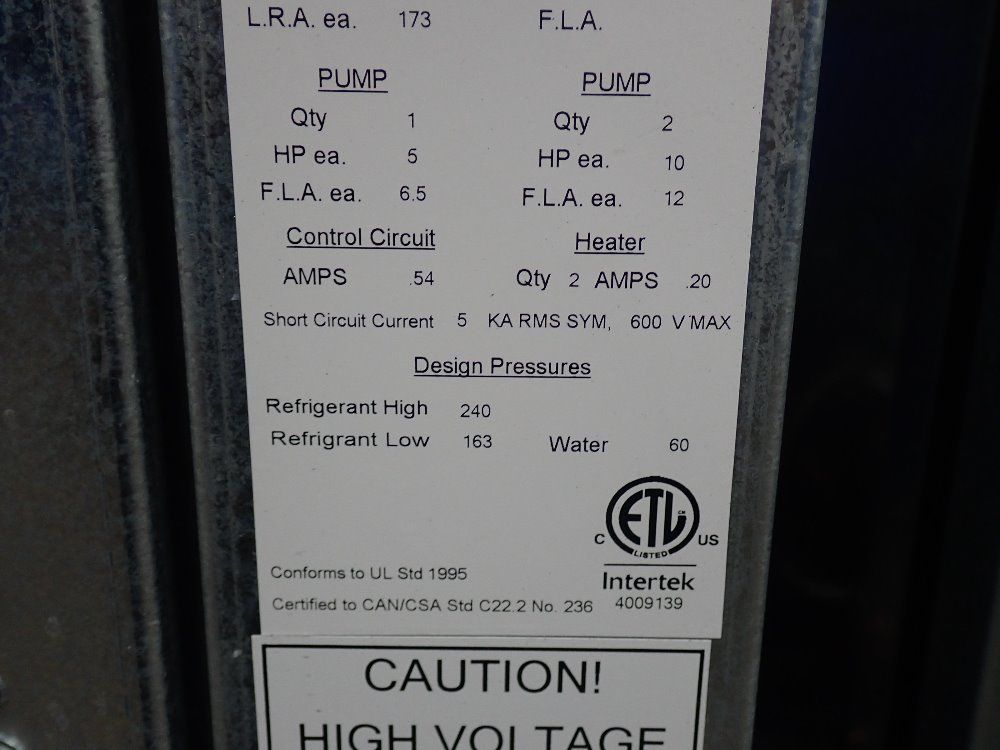 L.R.A. ea. 173 F.L.A.
PUMP PUMP
Qty 1 Qty 2
HP ea. 5 HP ea. 10
F.L.A. ea. 6.5 F.L.A. ea. 12
Control Circuit Heater
AMPS .54 Qty 2 AMPS .20
Short Circuit Current 5 KA RMS SYM, 600 V MAX
Design Pressures
Refrigerant High 240
Refrigrant Low 163 Water 60
ETL CM
C LISTED US
Intertek
4009139
Conforms to UL Std 1995
Certified to CAN/CSA Std C22.2 No. 236
CAUTION!
HIGH VOLTAGE